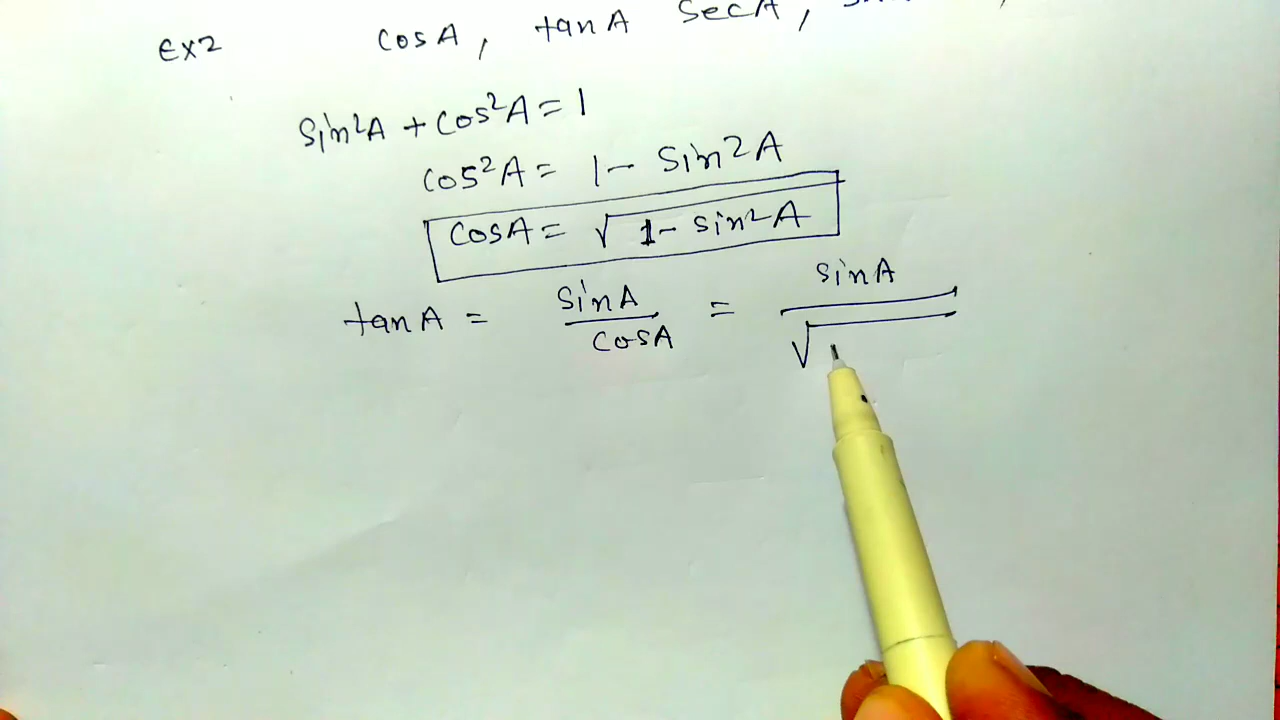 Ex2 cosA, tanA SecA,
Sin²A + Cos²A = 1
cos²A = 1 - Sin²A
cosA = √1 - sin²A
tanA = SinA/cosA = sinA/√